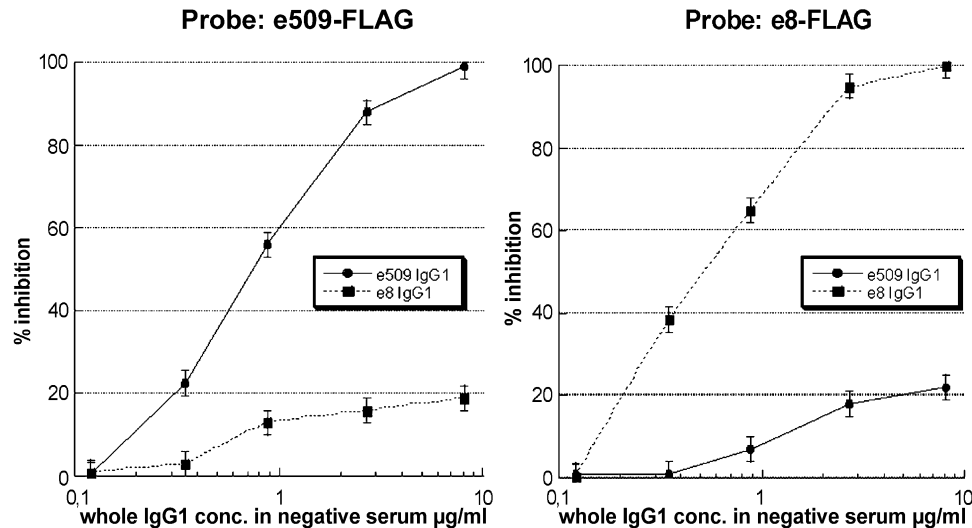 Probe: e509-FLAG
100
80
60
40
20
0
% inhibition
e509 IgG1
e8 IgG1
0,1
1
10
whole IgG1 conc. in negative serum µg/ml
Probe: e8-FLAG
100
80
60
40
20
0
% inhibition
e509 IgG1
e8 IgG1
0,1
1
10
whole IgG1 conc. in negative serum µg/ml